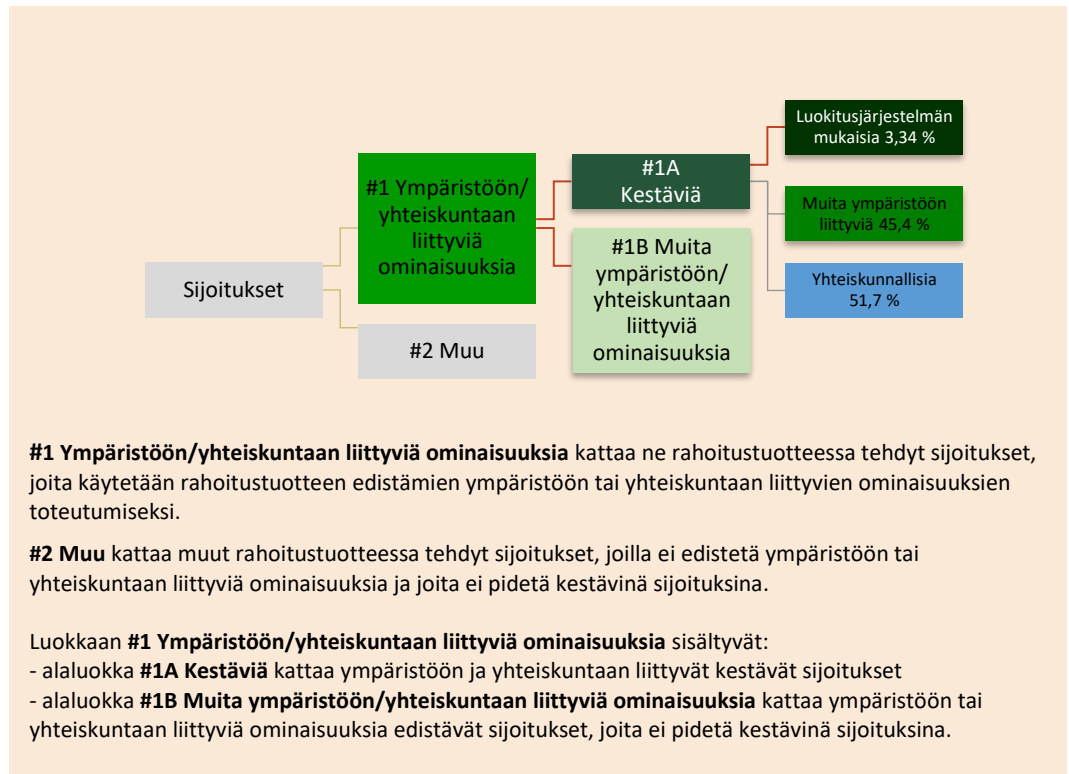 Sijoitukset
#1 Ympäristöön/
yhteiskuntaan
liittyviä
ominaisuuksia
#2 Muu
#1A
Kestäviä
#1B Muita
ympäristöön/
yhteiskuntaan
liittyviä
ominaisuuksia
Luokitusjärjestelmän
mukaisia 3,34 %
Muita ympäristöön
liittyviä 45,4 %
Yhteiskunnallisia
51,7 %
#1 Ympäristöön/yhteiskuntaan liittyviä ominaisuuksia kattaa ne rahoitustuotteessa tehdyt sijoitukset,
joita käytetään rahoitustuotteen edistämien ympäristöön tai yhteiskuntaan liittyvien ominaisuuksien
toteutumiseksi.
#2 Muu kattaa muut rahoitustuotteessa tehdyt sijoitukset, joilla ei edistetä ympäristöön tai
yhteiskuntaan liittyviä ominaisuuksia ja joita ei pidetä kestävinä sijoituksina.
Luokkaan #1 Ympäristöön/yhteiskuntaan liittyviä ominaisuuksia sisältyvät:
- alaluokka #1A Kestäviä kattaa ympäristöön ja yhteiskuntaan liittyvät kestävät sijoitukset
- alaluokka #1B Muita ympäristöön/yhteiskuntaan liittyviä ominaisuuksia kattaa ympäristöön tai
yhteiskuntaan liittyviä ominaisuuksia edistävät sijoitukset, joita ei pidetä kestävinä sijoituksina.